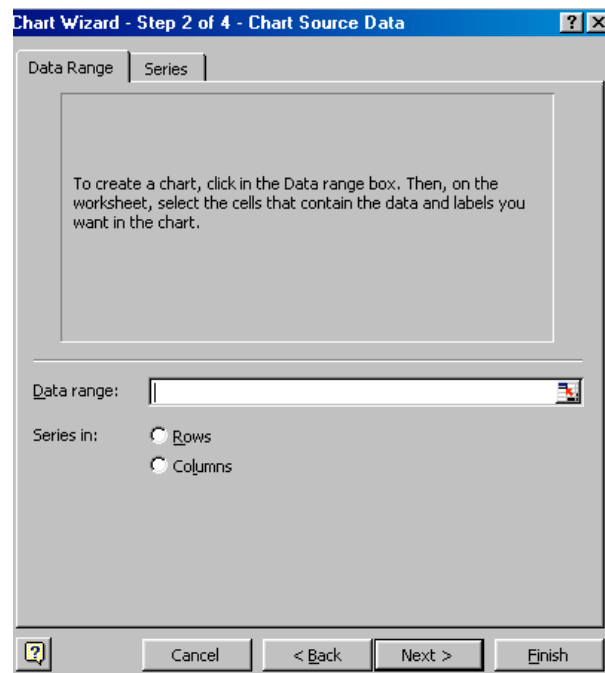 Chart Wizard - Step 2 of 4 - Chart Source Data
Data Range Series
To create a chart, click in the Data range box. Then, on the
worksheet, select the cells that contain the data and labels you
want in the chart.
Data range:
Series in: Rows
Columns
Cancel < Back Next > Finish